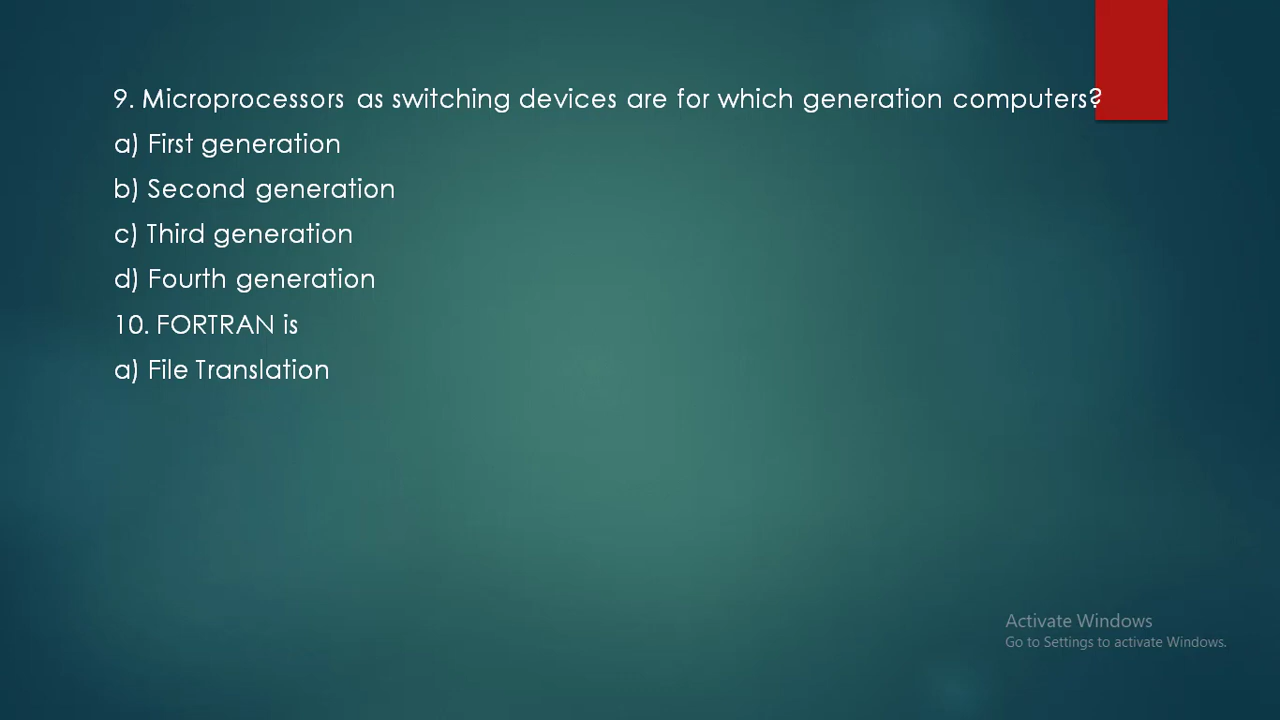 9. Microprocessors as switching devices are for which generation computers?
a) First generation
b) Second generation
c) Third generation
d) Fourth generation
10. FORTRAN is
a) File Translation
Activate Windows
Go to Settings to activate Windows.